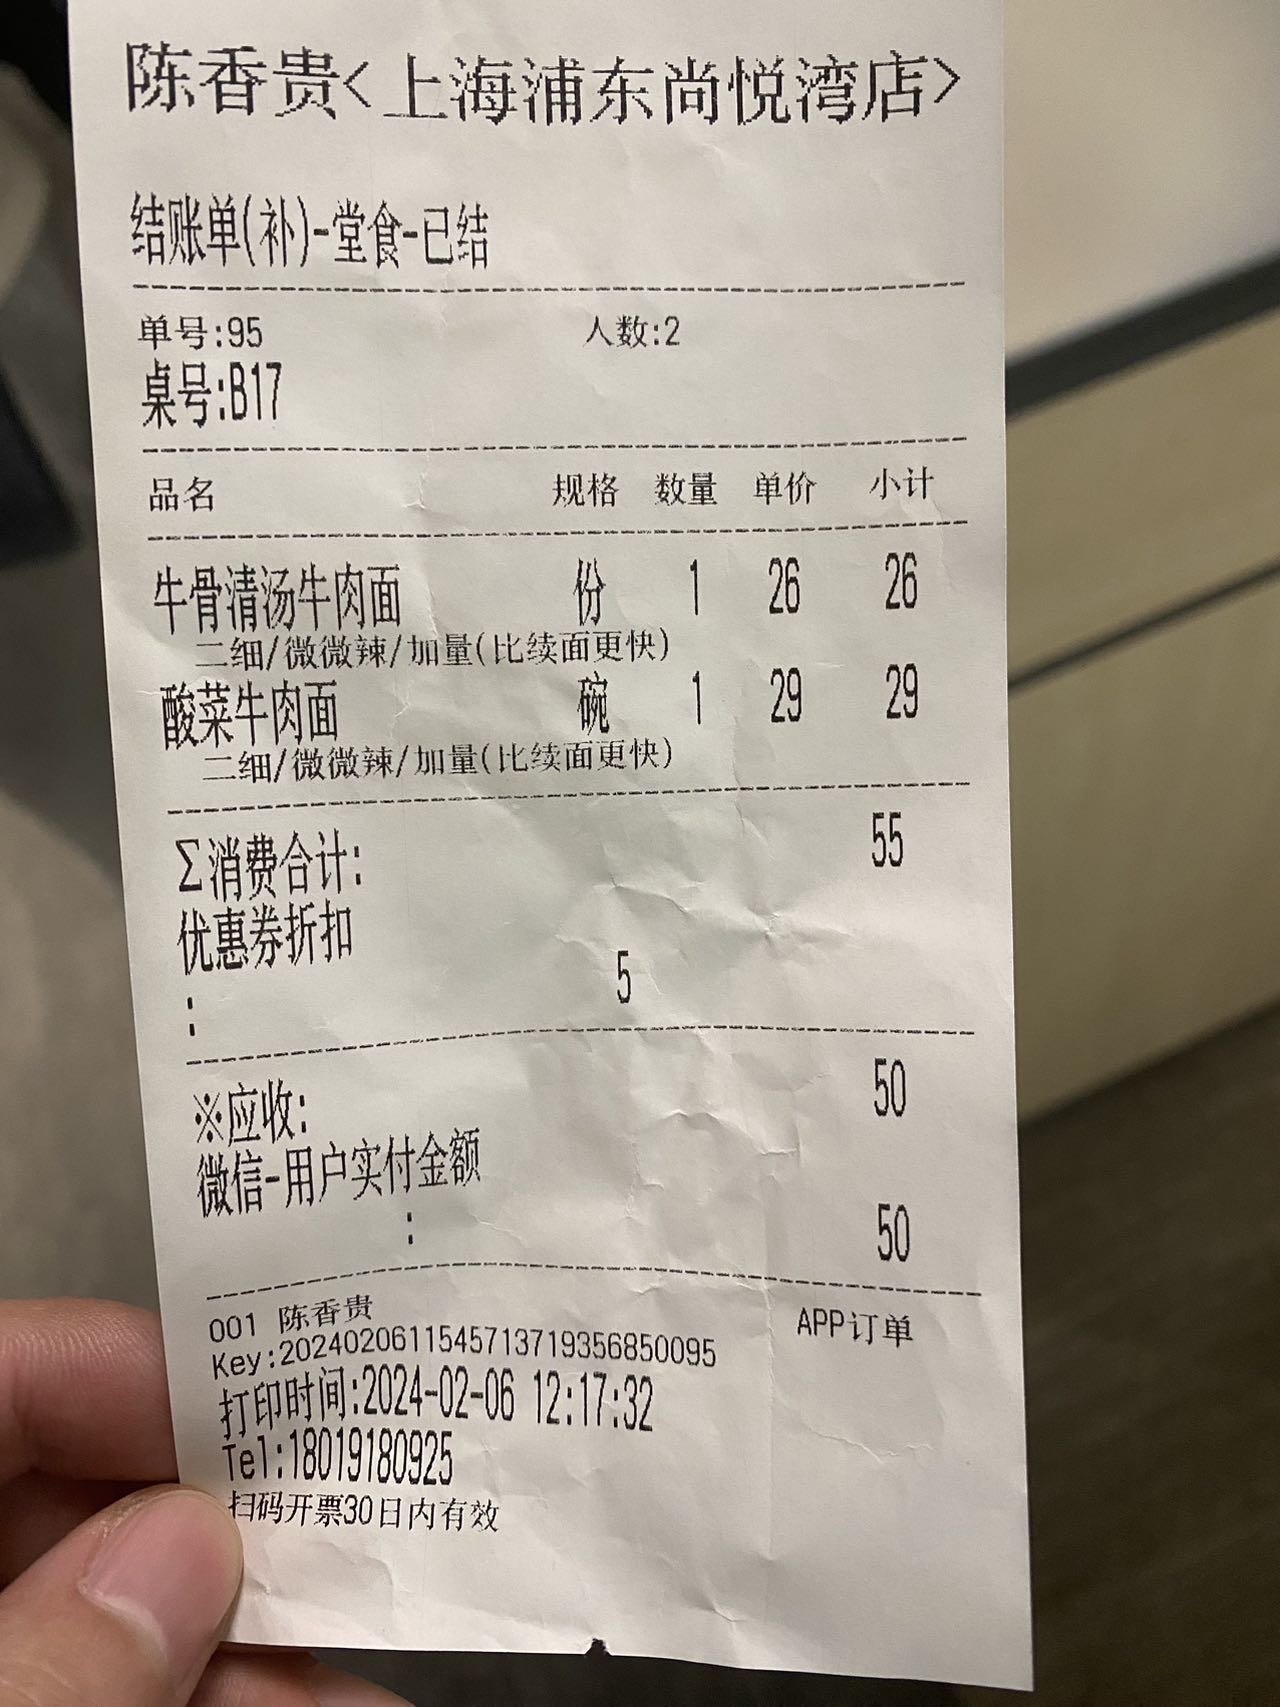 陈香贵<上海浦东尚悦湾店>
结账单(补)-堂食-已结
单号:95 人数:2
桌号:B17
品名 规格 数量 单价 小计
牛骨清汤牛肉面 份 1 26 26
二细/微微辣/加量(比续面更快)
酸菜牛肉面 碗 1 29 29
二细/微微辣/加量(比续面更快)
Σ消费合计: 55
优惠券折扣
: 5
※应收: 50
微信-用户实付金额
: 50
001 陈香贵 APP订单
Key:202402061154571371935685​0095
打印时间:2024-02-06 12:17:32
Tel:18019180925
扫码开票30日内有效